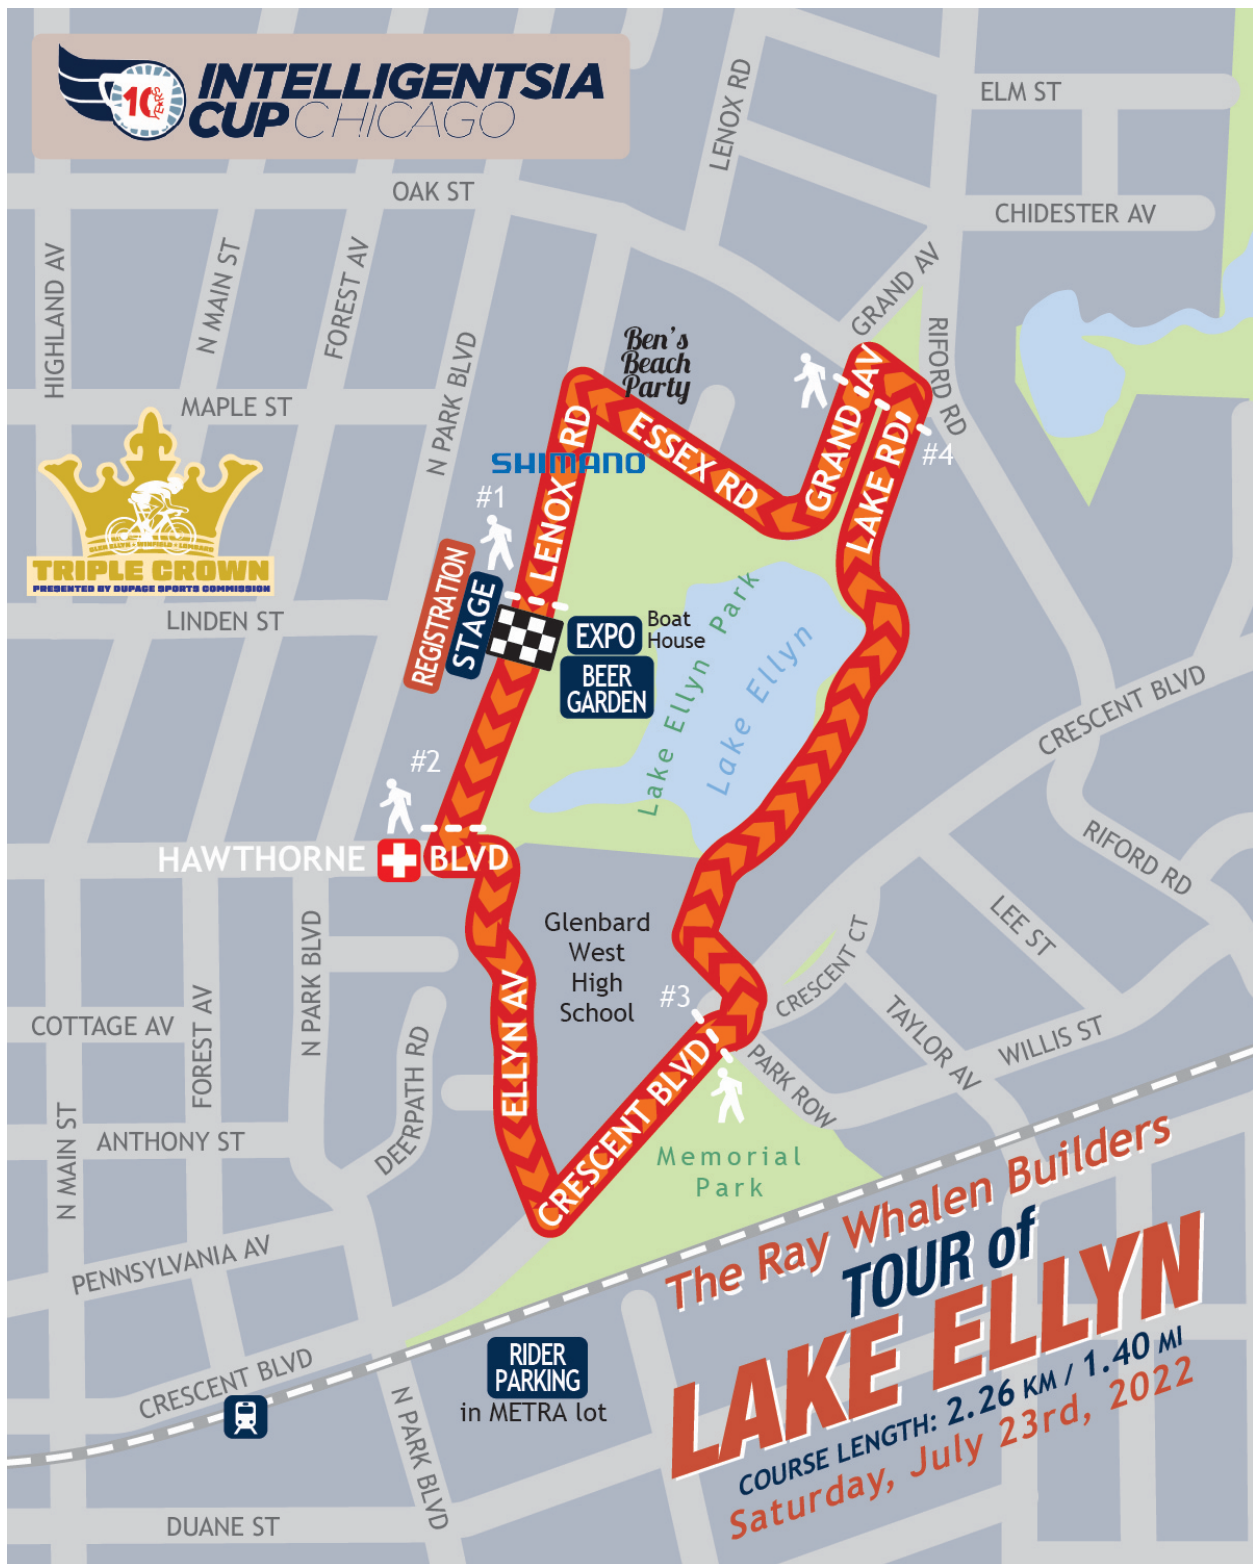 INTELLIGENTSIA
CUP CHICAGO
10
YEARS
LENOX RD
ELM ST
OAK ST
CHIDESTER AV
HIGHLAND AV
N MAIN ST
FOREST AV
N PARK BLVD
GRAND AV
RIFORD RD
Ben's
Beach
Party
MAPLE ST
GRAND AV
LENOX RD
ESSEX RD
LAKE RD
#4
SHIMANO
#1
TRIPLE CROWN
PRESENTED BY DUPAGE SPORTS COMMISSION
GLEN ELLYN • WINFIELD • LOMBARD
REGISTRATION
STAGE
LINDEN ST
EXPO
Boat
House
BEER
GARDEN
Lake Ellyn Park
Lake Ellyn
CRESCENT BLVD
#2
HAWTHORNE
BLVD
RIFORD RD
Glenbard
West
High
School
LEE ST
N PARK BLVD
CRESCENT CT
#3
COTTAGE AV
FOREST AV
ELLYN AV
TAYLOR AV
WILLIS ST
DEERPATH RD
CRESCENT BLVD
PARK ROW
N MAIN ST
ANTHONY ST
Memorial
Park
PENNSYLVANIA AV
The Ray Whalen Builders
TOUR of
LAKE ELLYN
COURSE LENGTH: 2.26 KM / 1.40 MI
Saturday, July 23rd, 2022
CRESCENT BLVD
RIDER
PARKING
in METRA lot
N PARK BLVD
DUANE ST